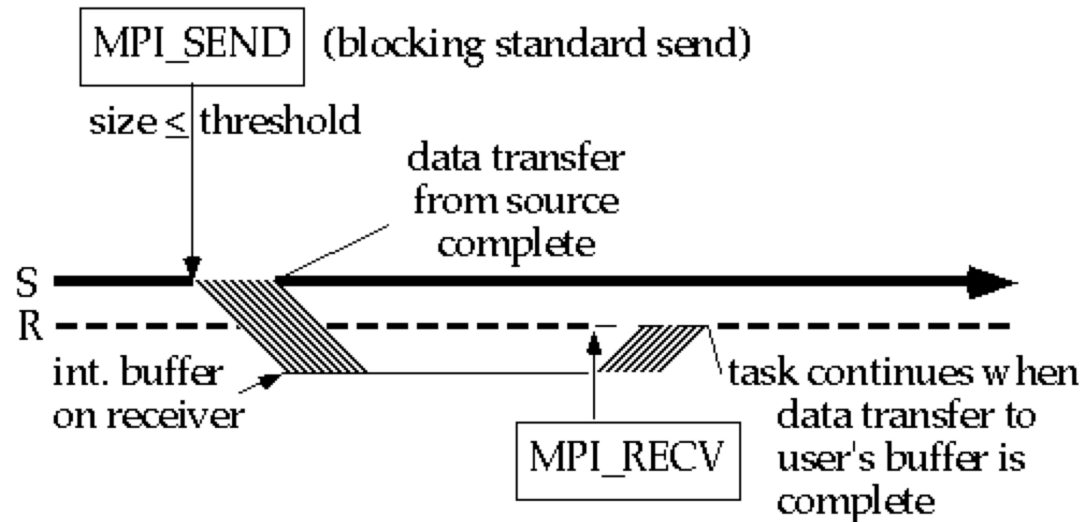 MPI_SEND (blocking standard send)
size ≤ threshold
data transfer
from source
complete
S
R
int. buffer
on receiver
MPI_RECV
task continues when
data transfer to
user's buffer is
complete